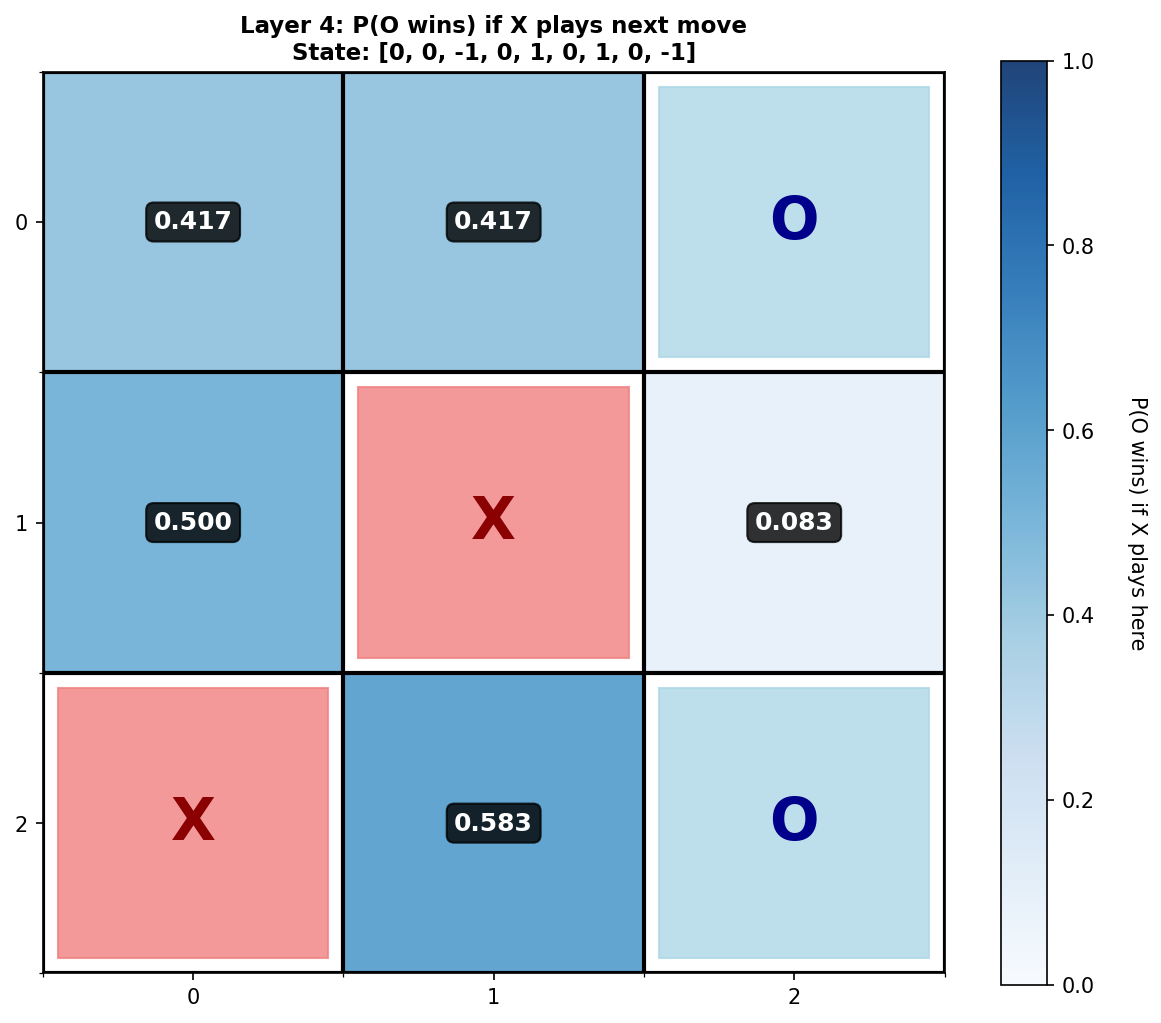 Layer 4: P(O wins) if X plays next move
State: [0, 0, -1, 0, 1, 0, 1, 0, -1]
0
0.417
0.417
O
1
0.500
X
0.083
2
X
0.583
O
0
1
2
1.0
0.8
0.6
0.4
0.2
0.0
P(O wins) if X plays here